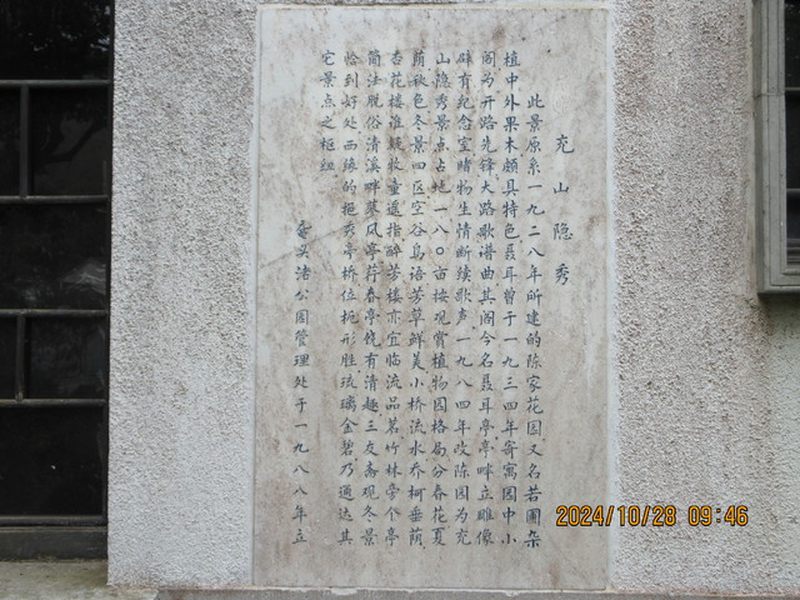 充山隐秀
此景原系一九二八年所建的陈家花园又名若圃杂
植中外果木颇具特色聂耳曾于一九三四年寄寓园中小
阁为开路先锋大路歌谱曲其阁今名聂耳亭亭畔立雕像
辟有纪念室睹物生情断续歌声一九八四年改陈园为充
山隐秀景点占地一八〇亩按观赏植物园格局分春花夏
荫秋色冬景四区空谷鸟语芳草鲜美小桥流水乔柯垂荫
杏花楼谁疑牧童遥指醉芳楼亦宜临流品茗竹林旁个亭
简洁脱俗清溪畔蓼风亭荇春亭饶有清趣三友斋观冬景
恰到好处西缘的挹秀亭桥位扼形胜琉璃金碧乃通达其
它景点之枢纽
鼋头渚公园管理处于一九八八年立
2024/10/28 09:46